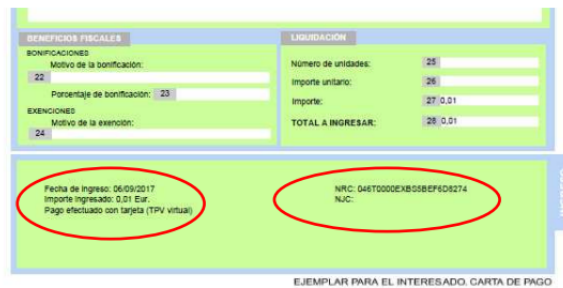 BENEFICIOS FISCALES
BONIFICACIONES
Motivo de la bonificación:
22
Porcentaje de bonificación: 23
EXENCIONES
Motivo de la exención:
24
LIQUIDACIÓN
Número de unidades: 25
Importe unitario: 26
Importe: 27 0,01
TOTAL A INGRESAR: 28 0,01
Fecha de ingreso: 06/09/2017
Importe ingresado: 0,01 Eur.
Pago efectuado con tarjeta (TPV virtual)
NRC: 046T0000EXBG5BEF6D8274
NJC:
INGRESO
EJEMPLAR PARA EL INTERESADO. CARTA DE PAGO